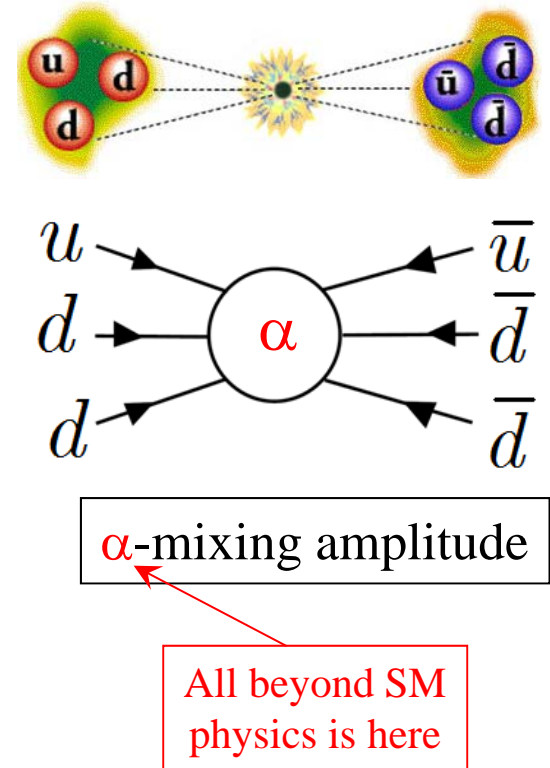 u d ū d̄
d d̄
u ū
d α d̄
d d̄
α-mixing amplitude
All beyond SM
physics is here